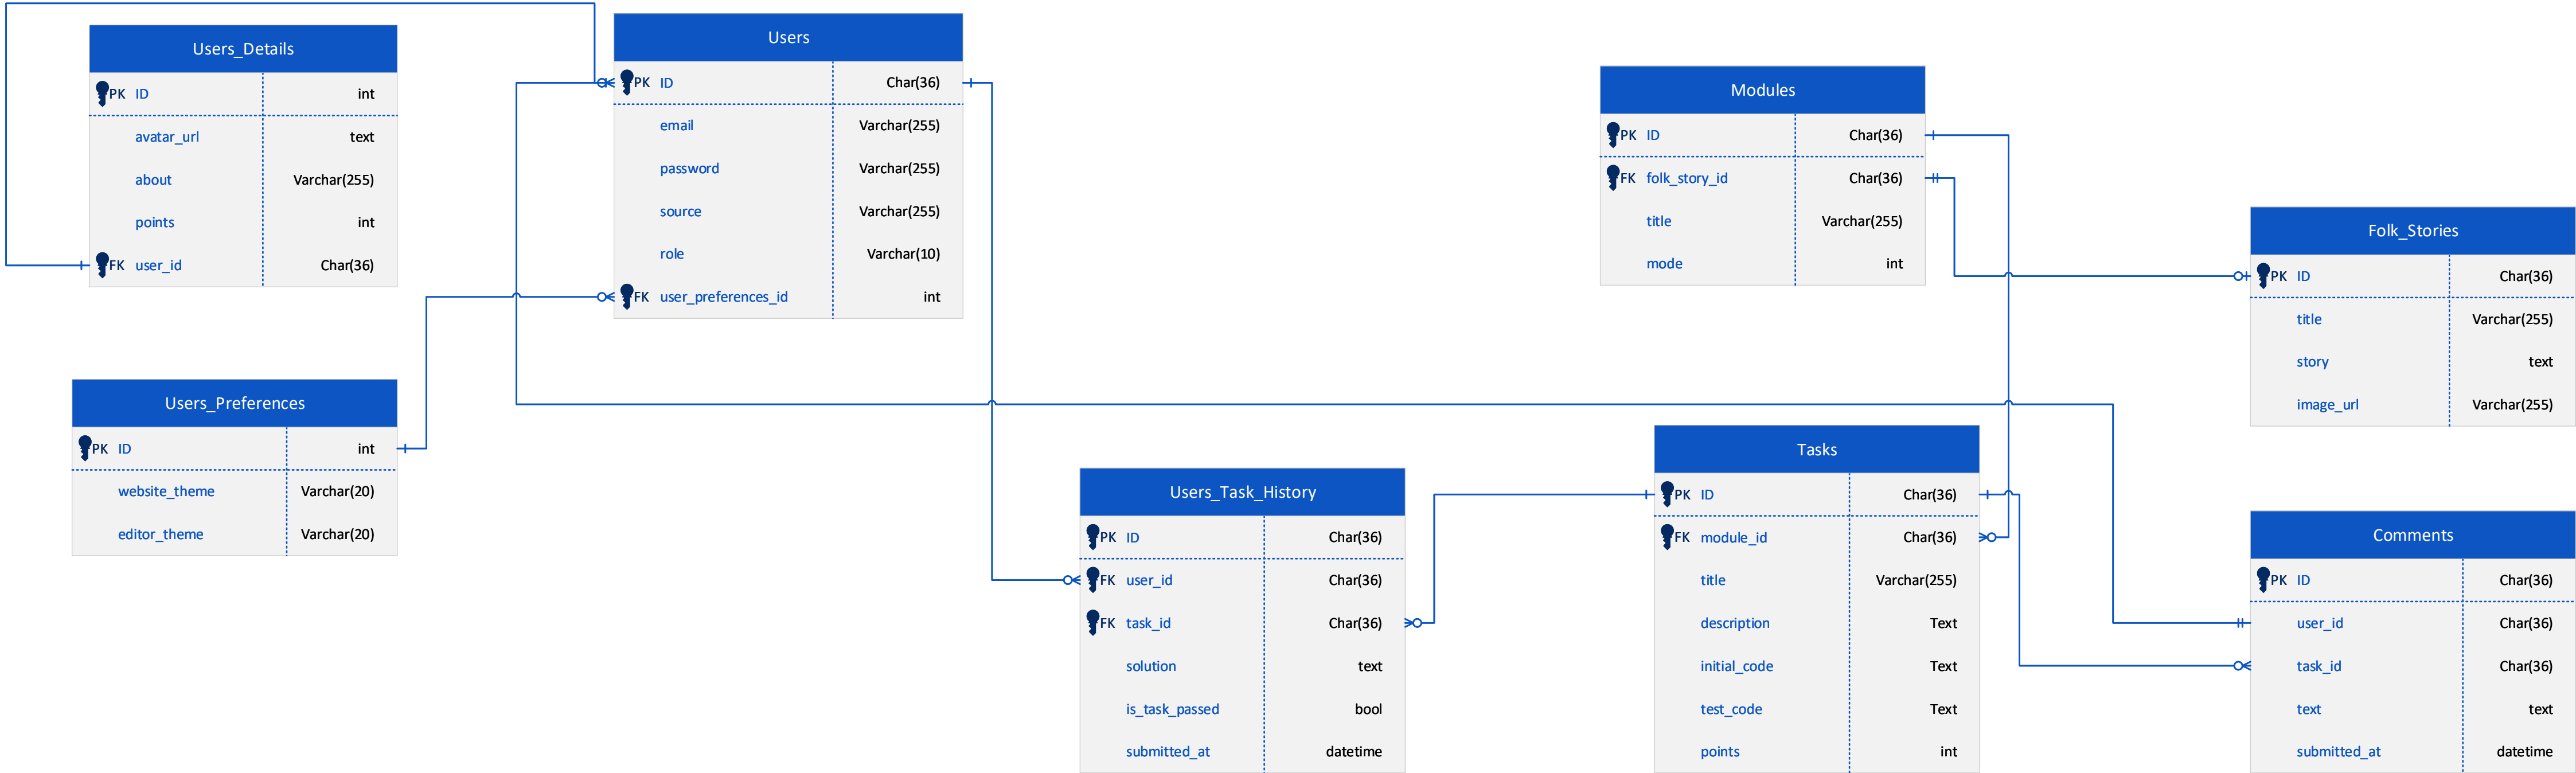 Users_Details
PK ID int
avatar_url text
about Varchar(255)
points int
FK user_id Char(36)
Users
PK ID Char(36)
email Varchar(255)
password Varchar(255)
source Varchar(255)
role Varchar(10)
FK user_preferences_id int
Modules
PK ID Char(36)
FK folk_story_id Char(36)
title Varchar(255)
mode int
Folk_Stories
PK ID Char(36)
title Varchar(255)
story text
image_url Varchar(255)
Users_Preferences
PK ID int
website_theme Varchar(20)
editor_theme Varchar(20)
Users_Task_History
PK ID Char(36)
FK user_id Char(36)
FK task_id Char(36)
solution text
is_task_passed bool
submitted_at datetime
Tasks
PK ID Char(36)
FK module_id Char(36)
title Varchar(255)
description Text
initial_code Text
test_code Text
points int
Comments
PK ID Char(36)
user_id Char(36)
task_id Char(36)
text text
submitted_at datetime